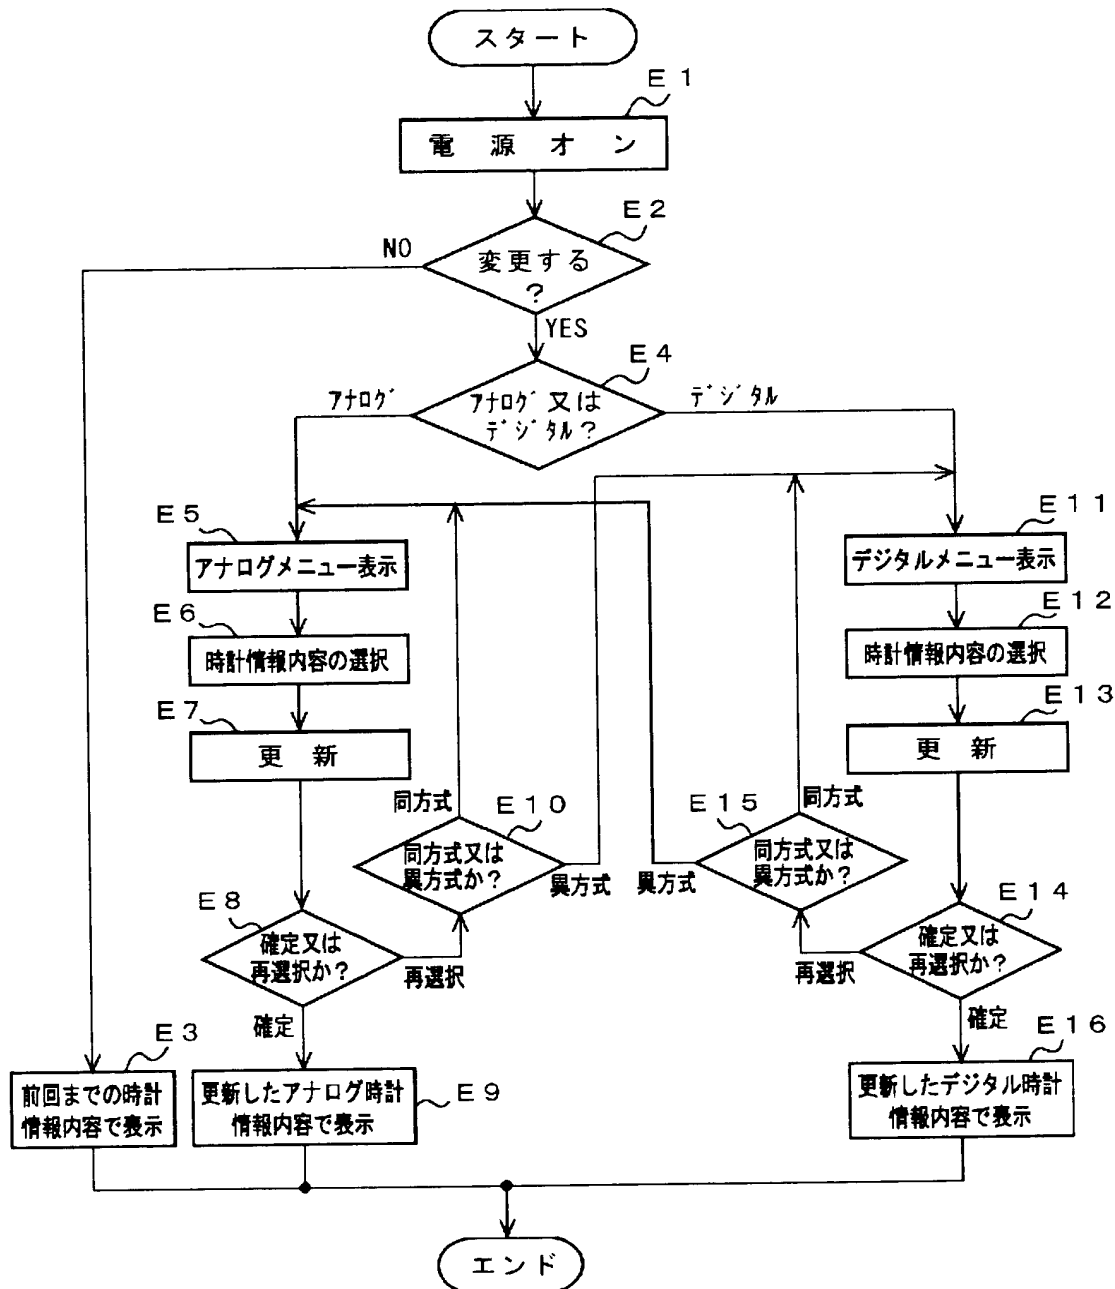 スタート
E1
電源オン
E2
NO
変更する
?
YES
E4
アナログ
アナログ又は
デジタル?
デジタル
E5
アナログメニュー表示
E11
デジタルメニュー表示
E6
時計情報内容の選択
E12
時計情報内容の選択
E7
更新
E13
更新
同方式
E10
同方式又は
異方式か?
異方式
E15
同方式
同方式又は
異方式か?
異方式
E8
確定又は
再選択か?
再選択
確定
E14
確定又は
再選択か?
再選択
確定
E3
前回までの時計
情報内容で表示
更新したアナログ時計
情報内容で表示
E9
E16
更新したデジタル時計
情報内容で表示
エンド